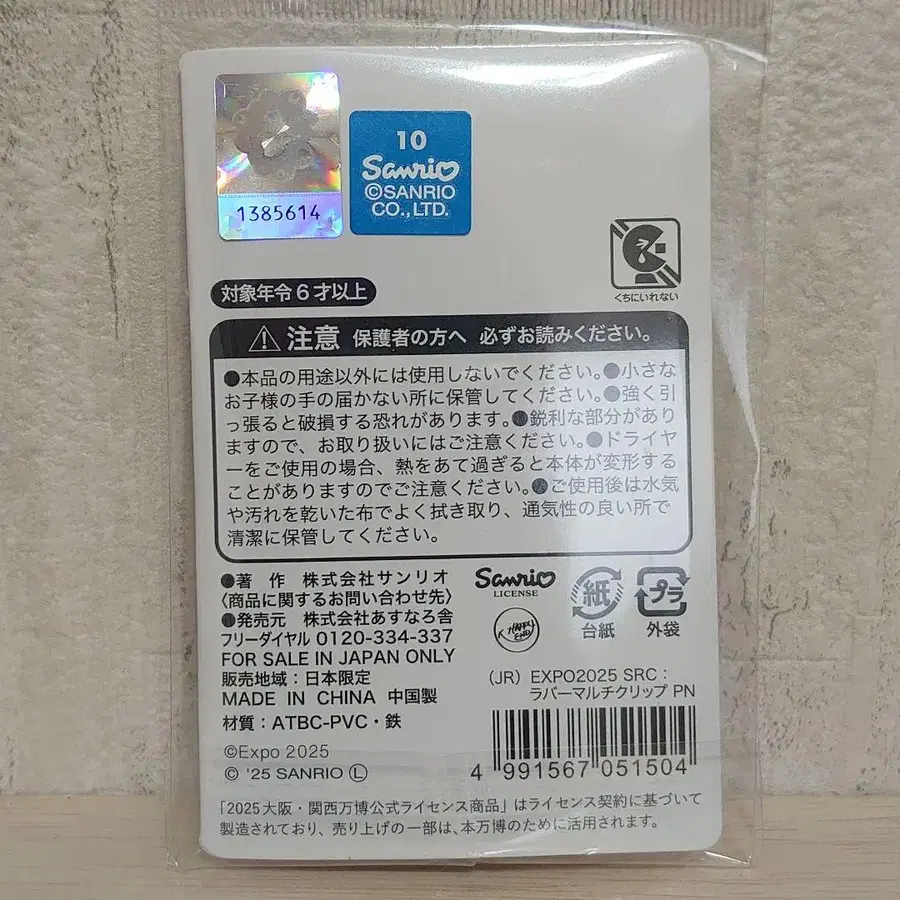 1385614
10
Sanrio
©SANRIO
CO.,LTD.
くちにいれない
対象年令6才以上
注意 保護者の方へ 必ずお読みください。
●本品の用途以外には使用しないでください。●小さな
お子様の手の届かない所に保管してください。●強く引
っ張ると破損する恐れがあります。●鋭利な部分があり
ますので、お取り扱いにはご注意ください。●ドライヤ
ーをご使用の場合、熱をあて過ぎると本体が変形する
ことがありますのでご注意ください。●ご使用後は水気
や汚れを乾いた布でよく拭き取り、通気性の良い所で
清潔に保管してください。
●著 作 株式会社サンリオ
〈商品に関するお問い合わせ先〉
●発売元 株式会社あすなろ舎
フリーダイヤル 0120-334-337
FOR SALE IN JAPAN ONLY
販売地域：日本限定
MADE IN CHINA 中国製
材質：ATBC-PVC・鉄
©Expo 2025
© '25 SANRIO Ⓛ
Sanrio
LICENSE
HAPPY
END
紙
台紙
プラ
外袋
(JR) EXPO2025 SRC：
ラバーマルチクリップ PN
4 991567 051504
「2025大阪・関西万博公式ライセンス商品」はライセンス契約に基づいて
製造されており、売り上げの一部は、本万博のために活用されます。